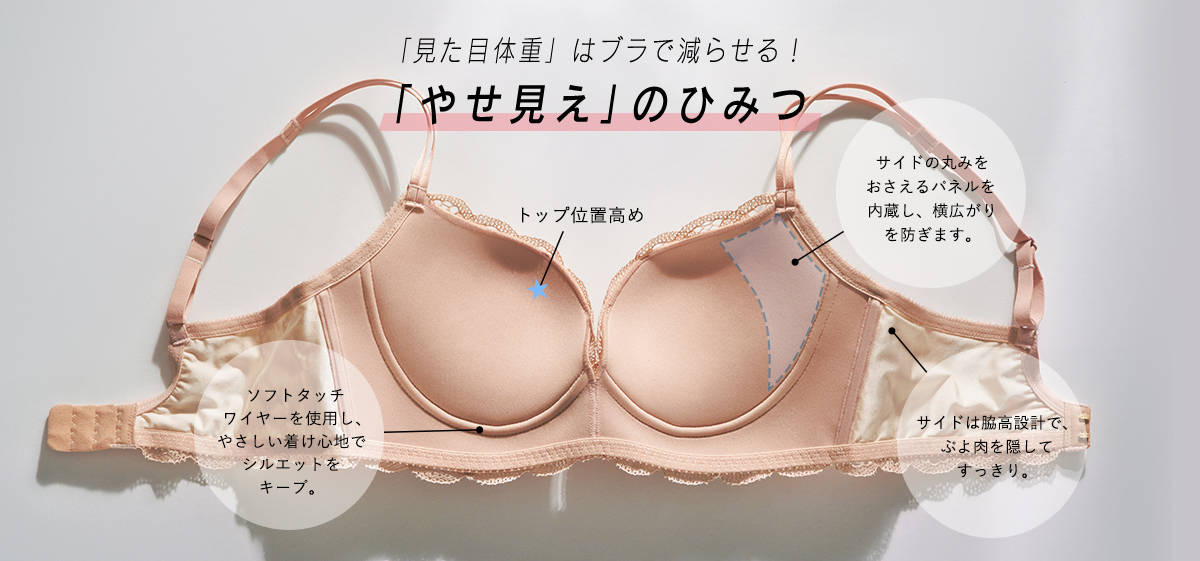 「見た目体重」はブラで減らせる！
「やせ見え」のひみつ
トップ位置高め
サイドの丸みを
おさえるパネルを
内蔵し、横広がり
を防ぎます。
ソフトタッチ
ワイヤーを使用し、
やさしい着け心地で
シルエットを
キープ。
サイドは脇高設計で、
ぷよ肉を隠して
すっきり。